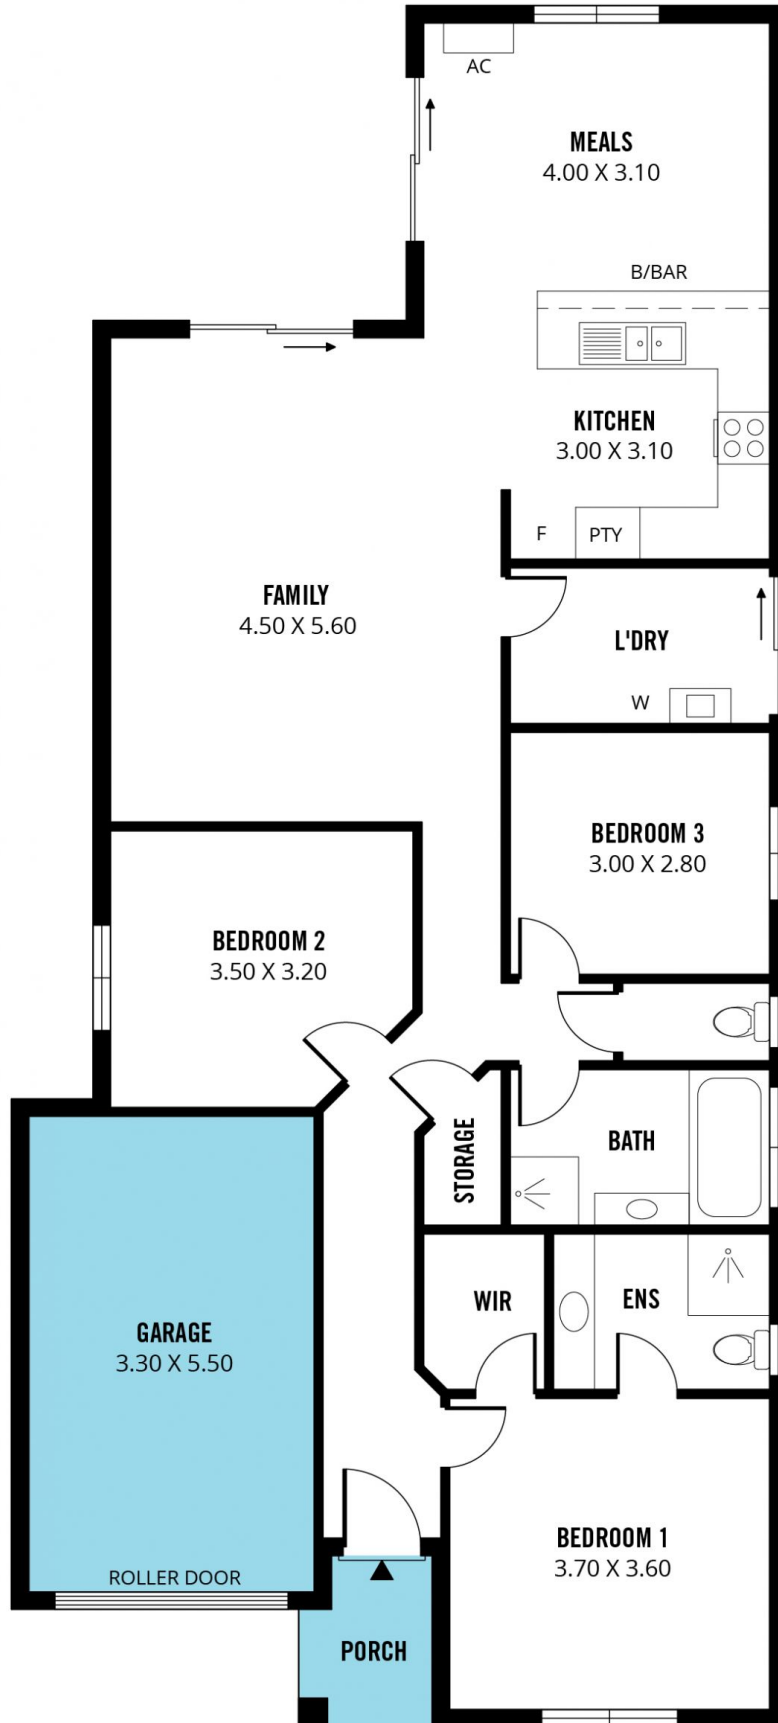 AC
MEALS
4.00 X 3.10
B/BAR
KITCHEN
3.00 X 3.10
F
PTY
FAMILY
4.50 X 5.60
L'DRY
W
BEDROOM 3
3.00 X 2.80
BEDROOM 2
3.50 X 3.20
STORAGE
BATH
WIR
ENS
GARAGE
3.30 X 5.50
ROLLER DOOR
BEDROOM 1
3.70 X 3.60
PORCH